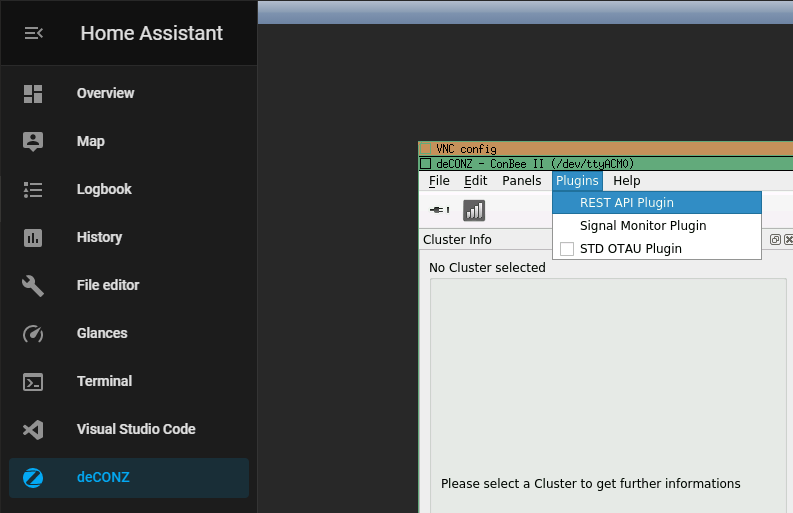 Home Assistant
Overview
Map
Logbook
History
File editor
Glances
Terminal
Visual Studio Code
deCONZ
VNC config
deCONZ - ConBee II (/dev/ttyACM0)
File Edit Panels Plugins Help
REST API Plugin
Signal Monitor Plugin
STD OTAU Plugin
Cluster Info
No Cluster selected
Please select a Cluster to get further informations